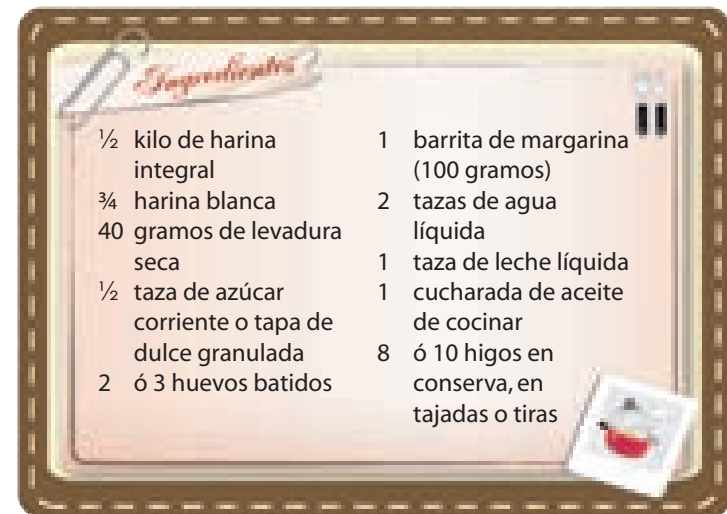 Ingredientes
½ kilo de harina
integral
¾ harina blanca
40 gramos de levadura
seca
½ taza de azúcar
corriente o tapa de
dulce granulada
2 ó 3 huevos batidos
1 barrita de margarina
(100 gramos)
2 tazas de agua
líquida
1 taza de leche líquida
1 cucharada de aceite
de cocinar
8 ó 10 higos en
conserva, en
tajadas o tiras